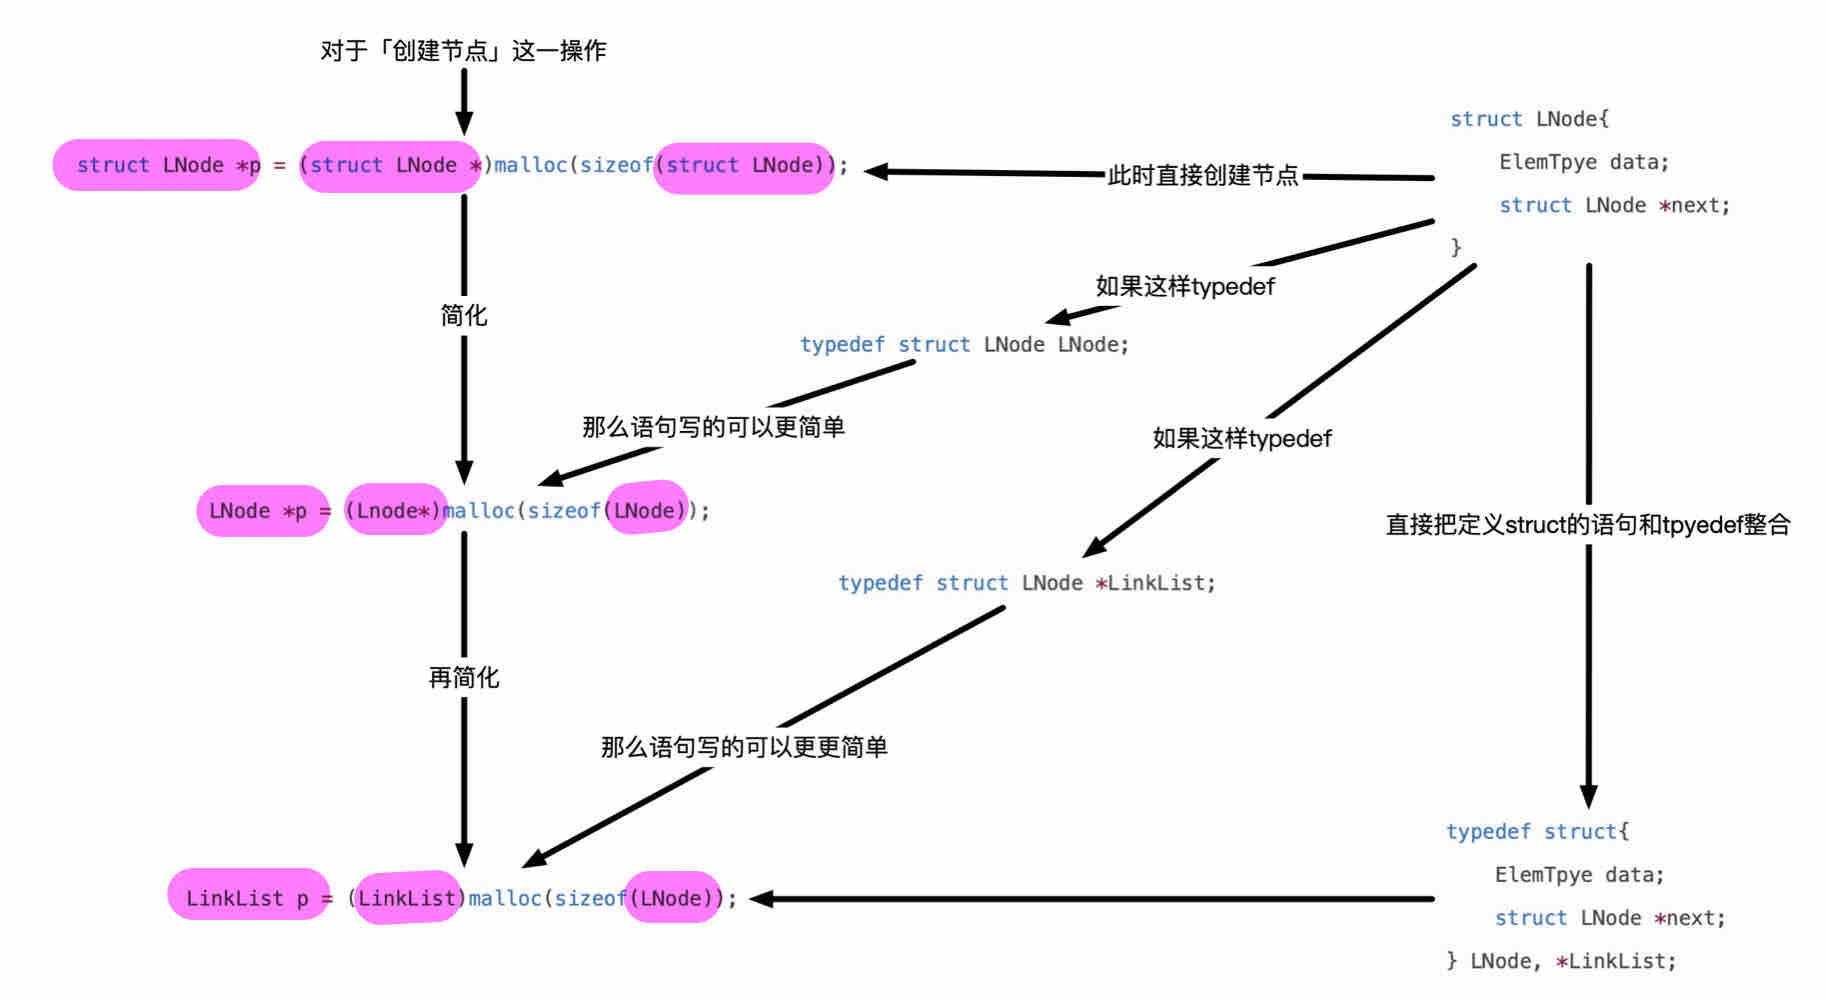 对于「创建节点」这一操作
struct LNode *p = (struct LNode *)malloc(sizeof(struct LNode));
此时直接创建节点
struct LNode{
ElemTpye data;
struct LNode *next;
}
如果这样typedef
简化
typedef struct LNode LNode;
那么语句写的可以更简单
如果这样typedef
LNode *p = (Lnode*)malloc(sizeof(LNode));
直接把定义struct的语句和tpyedef整合
typedef struct LNode *LinkList;
再简化
那么语句写的可以更更简单
LinkList p = (LinkList)malloc(sizeof(LNode));
typedef struct{
ElemTpye data;
struct LNode *next;
} LNode, *LinkList;